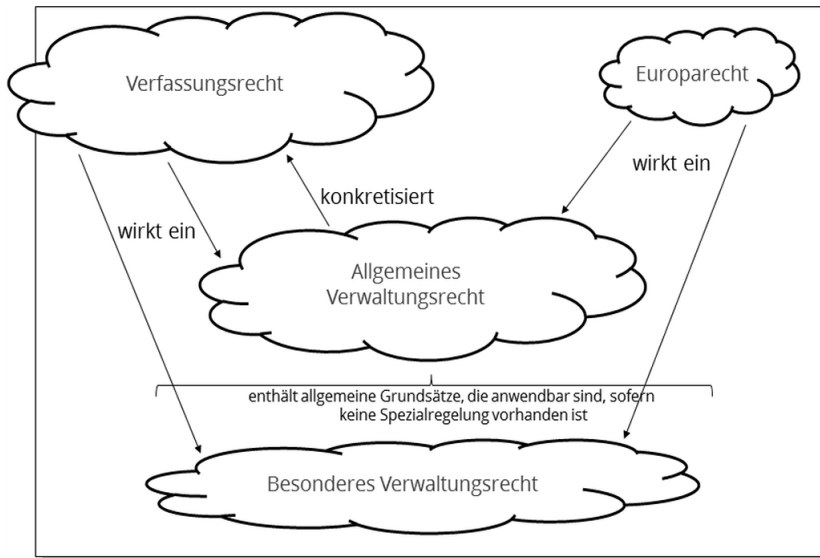 Verfassungsrecht
Europarecht
wirkt ein
konkretisiert
wirkt ein
Allgemeines
Verwaltungsrecht
enthält allgemeine Grundsätze, die anwendbar sind, sofern
keine Spezialregelung vorhanden ist
Besonderes Verwaltungsrecht